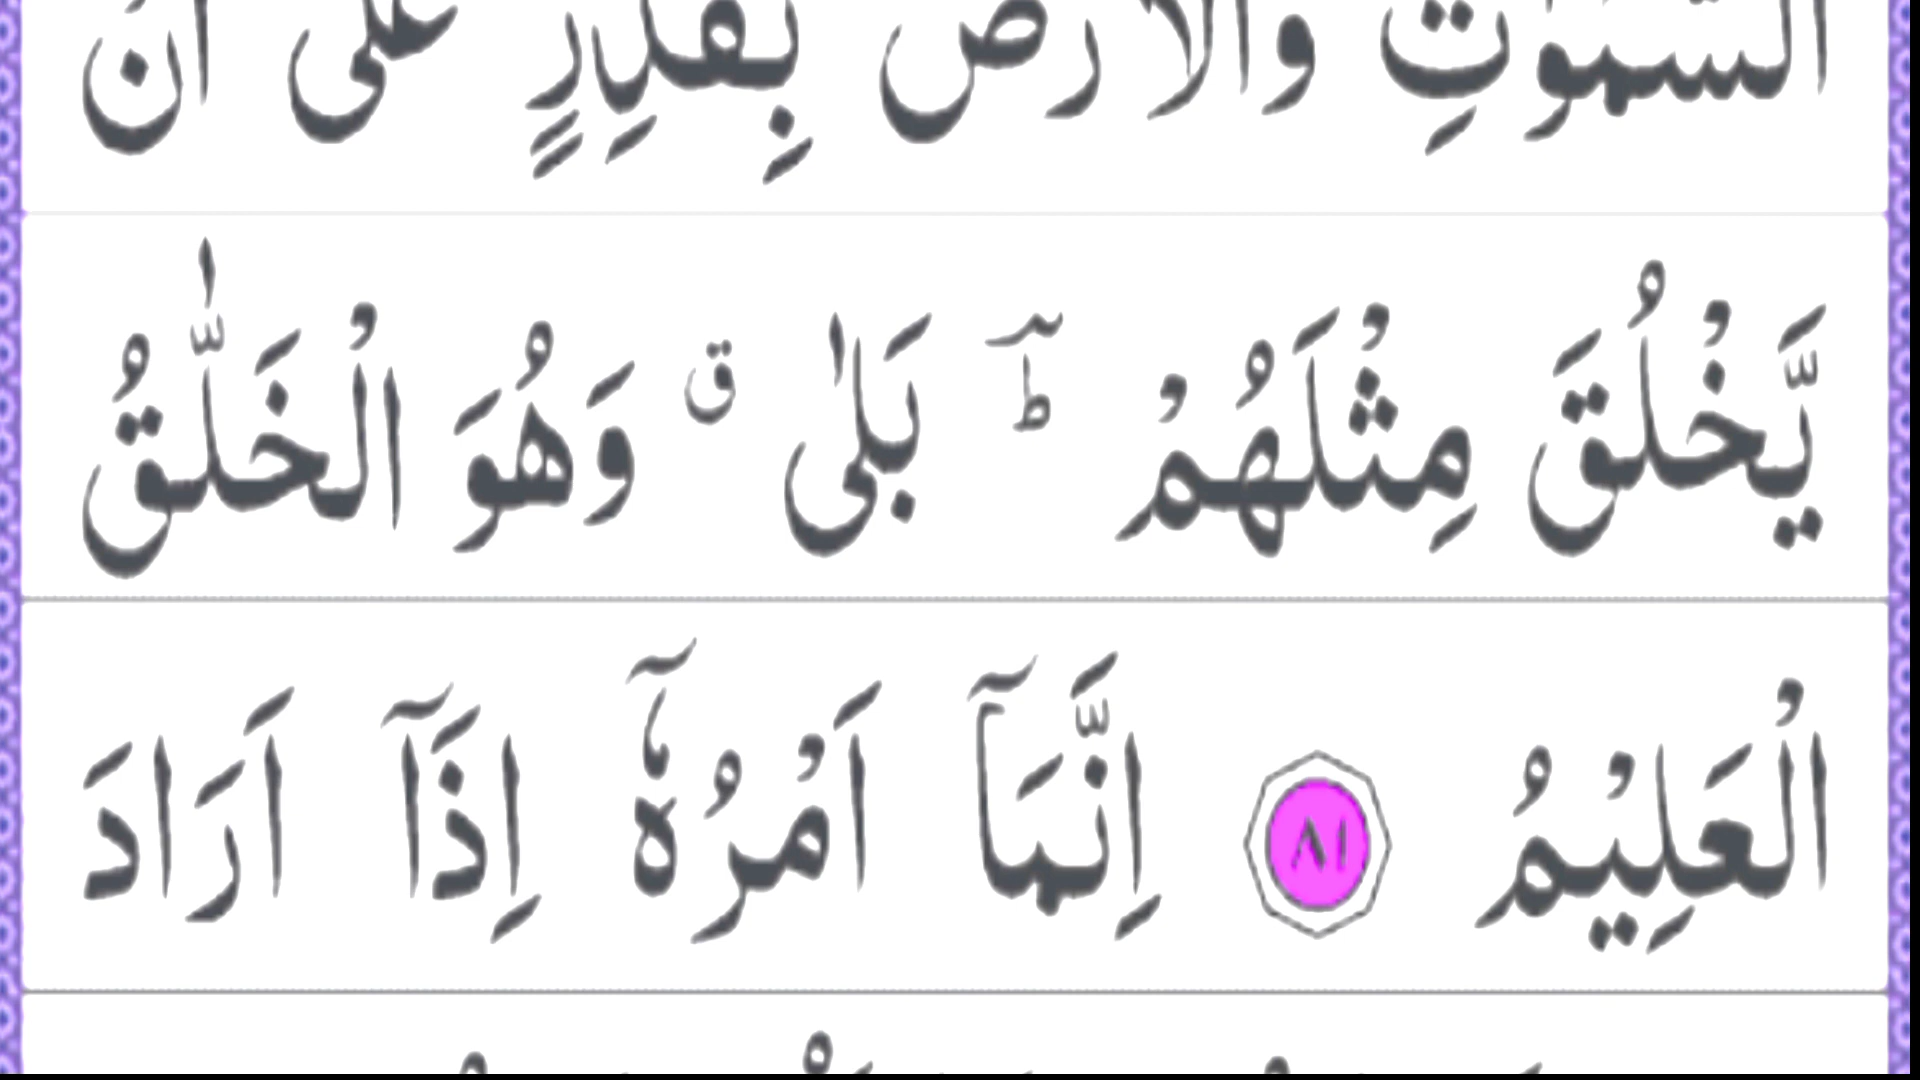 السَّمٰوٰتِ وَالْاَرْضَ بِقٰدِرٍ عَلٰۤى اَنْ
يَّخْلُقَ مِثْلَهُمْ ؕؔ بَلٰى ۗ وَهُوَ الْخَلّٰقُ
الْعَلِيْمُ ٨١ اِنَّمَاۤ اَمْرُهٗۤ اِذَاۤ اَرَادَ